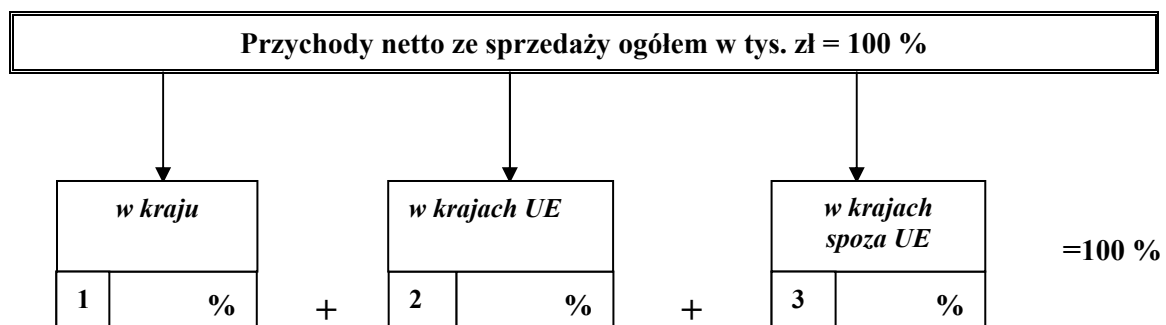 Przychody netto ze sprzedaży ogółem w tys. zł = 100 %
w kraju
w krajach UE
w krajach
spoza UE
=100 %
1 % + 2 % + 3 %